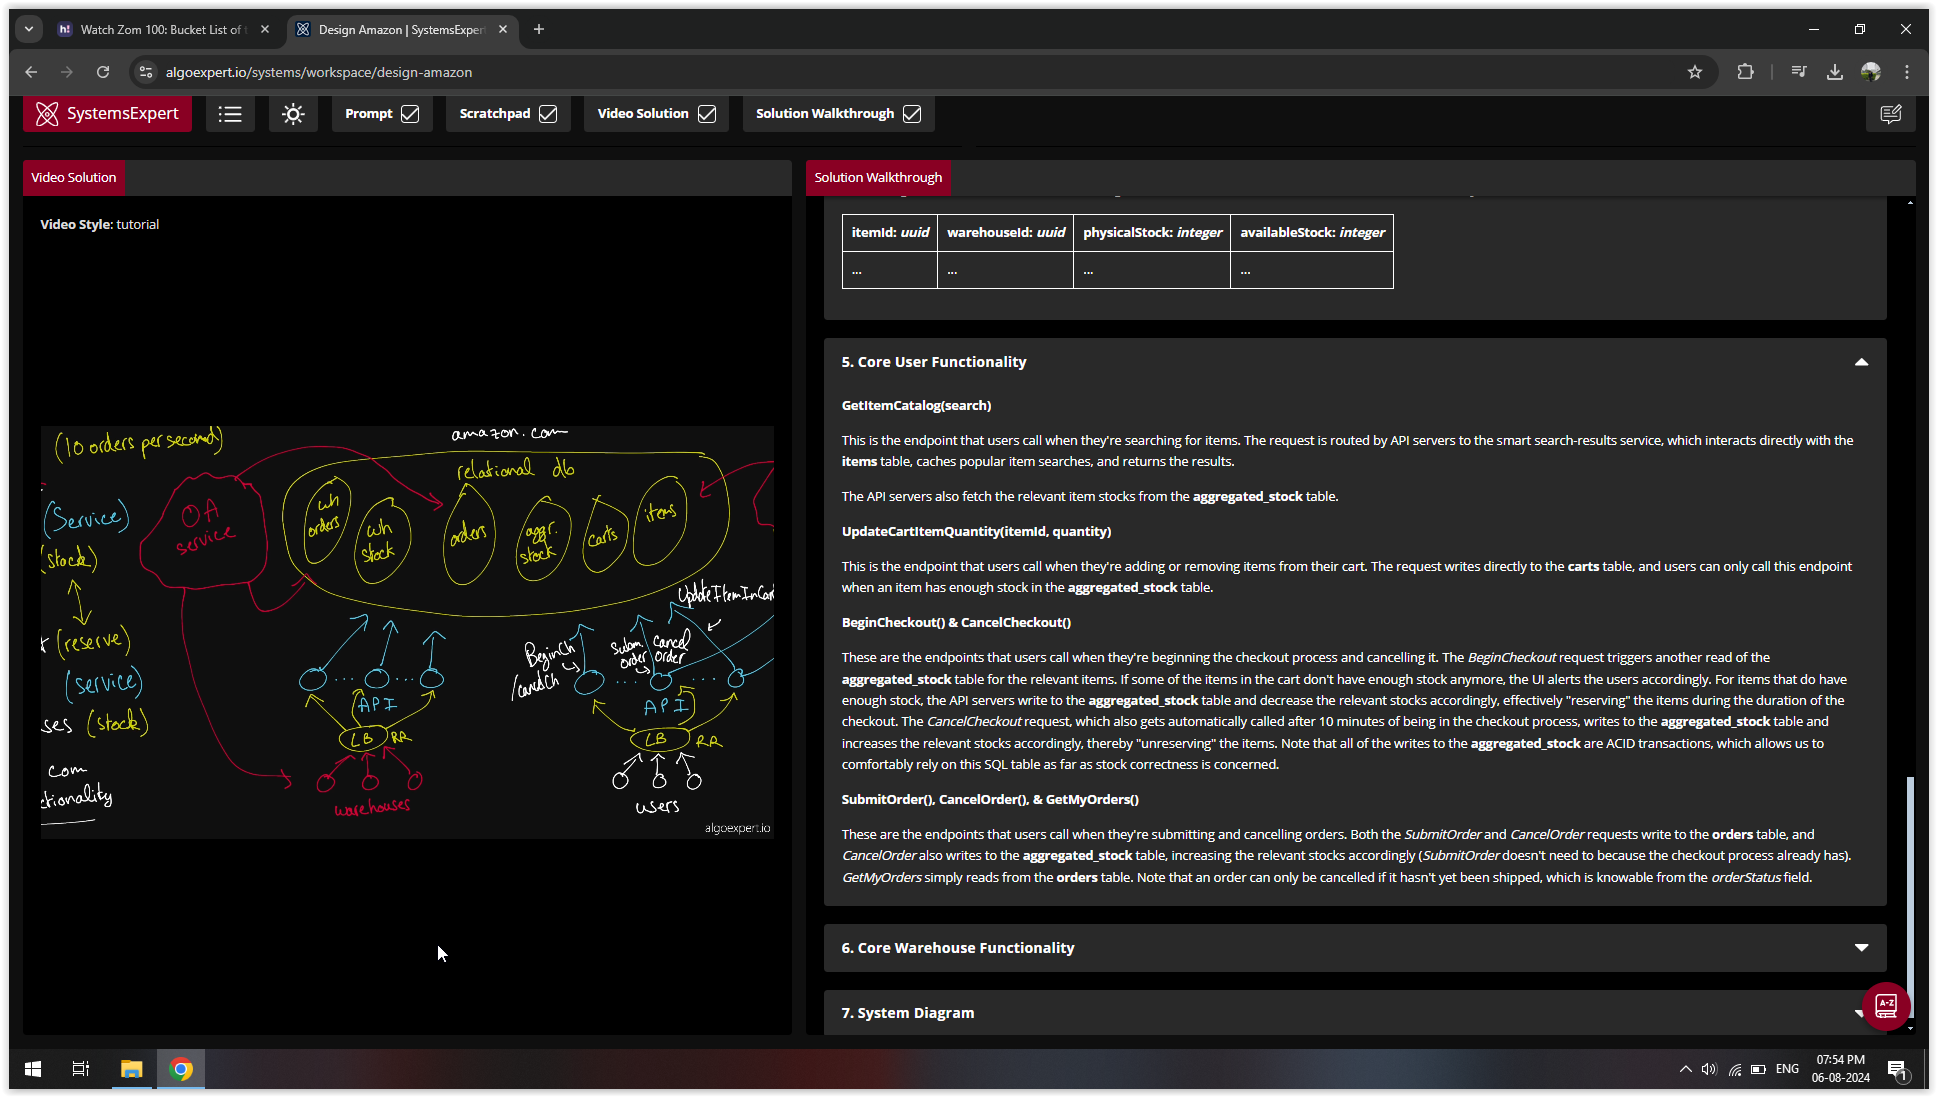 h! Watch Zom 100: Bucket List of t
Design Amazon | SystemsExpert
algoexpert.io/systems/workspace/design-amazon
SystemsExpert
Prompt
Scratchpad
Video Solution
Solution Walkthrough
Video Solution
Video Style: tutorial
(10 orders per second)
amazon.com
relational db
(Service)
OA
service
wh
orders
wh
stock
orders
aggr.
stock
carts
items
(stock)
UpdateItemInCart
(reserve)
BeginCh
/CancelCh
Subm.
order
Cancel
Order
(service)
API
API
ses (stock)
LB RR
LB RR
com
ctionality
warehouses
users
algoexpert.io
Solution Walkthrough
itemId: uuid warehouseId: uuid physicalStock: integer availableStock: integer
... ... ... ...
5. Core User Functionality
GetItemCatalog(search)
This is the endpoint that users call when they're searching for items. The request is routed by API servers to the smart search-results service, which interacts directly with the
items table, caches popular item searches, and returns the results.
The API servers also fetch the relevant item stocks from the aggregated_stock table.
UpdateCartItemQuantity(itemId, quantity)
This is the endpoint that users call when they're adding or removing items from their cart. The request writes directly to the carts table, and users can only call this endpoint
when an item has enough stock in the aggregated_stock table.
BeginCheckout() & CancelCheckout()
These are the endpoints that users call when they're beginning the checkout process and cancelling it. The BeginCheckout request triggers another read of the
aggregated_stock table for the relevant items. If some of the items in the cart don't have enough stock anymore, the UI alerts the users accordingly. For items that do have
enough stock, the API servers write to the aggregated_stock table and decrease the relevant stocks accordingly, effectively "reserving" the items during the duration of the
checkout. The CancelCheckout request, which also gets automatically called after 10 minutes of being in the checkout process, writes to the aggregated_stock table and
increases the relevant stocks accordingly, thereby "unreserving" the items. Note that all of the writes to the aggregated_stock are ACID transactions, which allows us to
comfortably rely on this SQL table as far as stock correctness is concerned.
SubmitOrder(), CancelOrder(), & GetMyOrders()
These are the endpoints that users call when they're submitting and cancelling orders. Both the SubmitOrder and CancelOrder requests write to the orders table, and
CancelOrder also writes to the aggregated_stock table, increasing the relevant stocks accordingly (SubmitOrder doesn't need to because the checkout process already has).
GetMyOrders simply reads from the orders table. Note that an order can only be cancelled if it hasn't yet been shipped, which is knowable from the orderStatus field.
6. Core Warehouse Functionality
7. System Diagram
A-Z
ENG
07:54 PM
06-08-2024
1